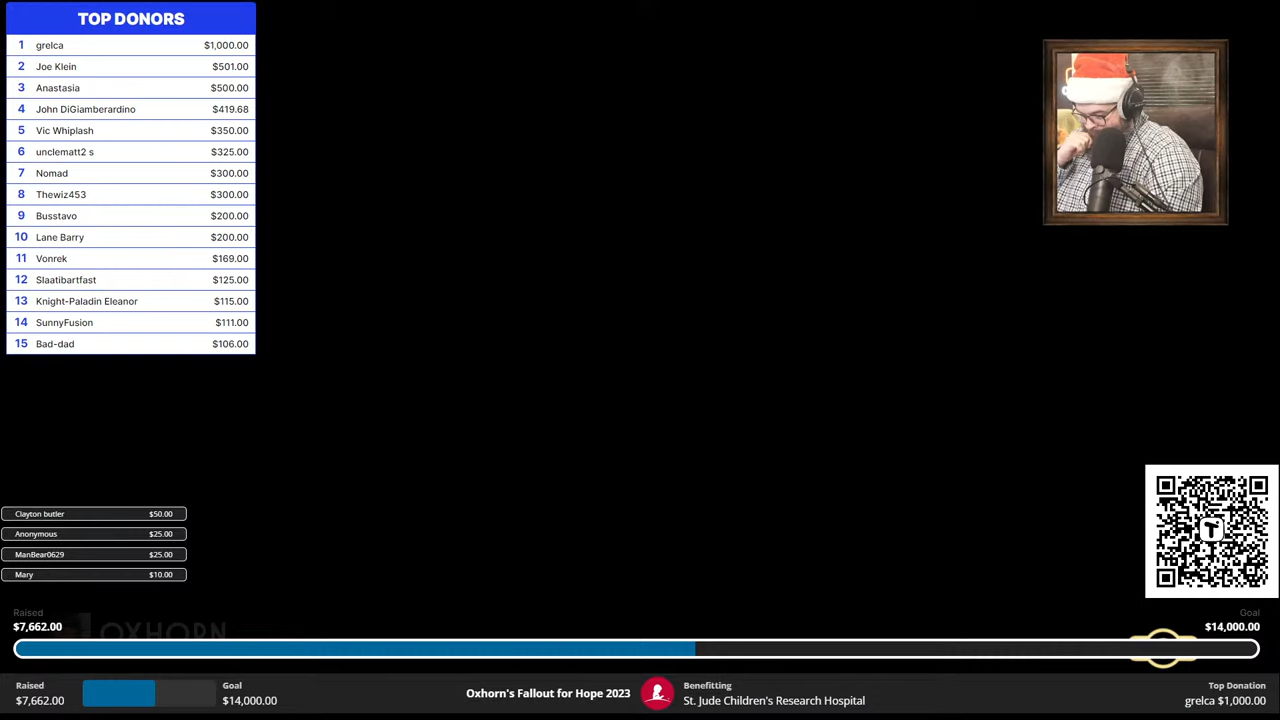 TOP DONORS
1 grelca $1,000.00
2 Joe Klein $501.00
3 Anastasia $500.00
4 John DiGiamberardino $419.68
5 Vic Whiplash $350.00
6 unclematt2 s $325.00
7 Nomad $300.00
8 Thewiz453 $300.00
9 Busstavo $200.00
10 Lane Barry $200.00
11 Vonrek $169.00
12 Slaatibartfast $125.00
13 Knight-Paladin Eleanor $115.00
14 SunnyFusion $111.00
15 Bad-dad $106.00
Clayton butler $50.00
Anonymous $25.00
ManBear0629 $25.00
Mary $10.00
Raised
$7,662.00
OXHORN
Goal
$14,000.00
Raised
$7,662.00
Goal
$14,000.00
Oxhorn's Fallout for Hope 2023
Benefitting
St. Jude Children's Research Hospital
Top Donation
grelca $1,000.00